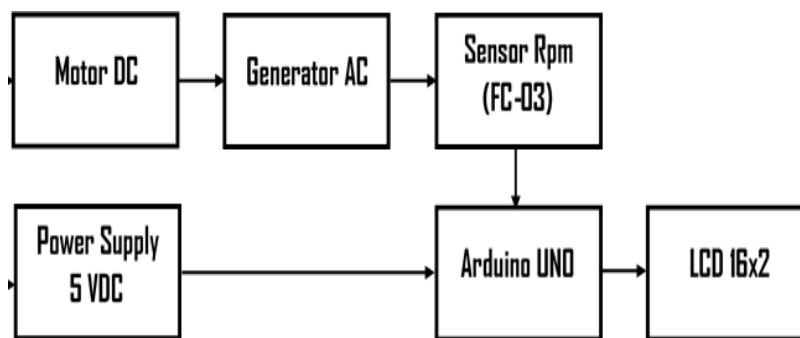 Motor DC
Generator AC
Sensor Rpm
(FC-03)
Power Supply
5 VDC
Arduino UNO
LCD 16x2